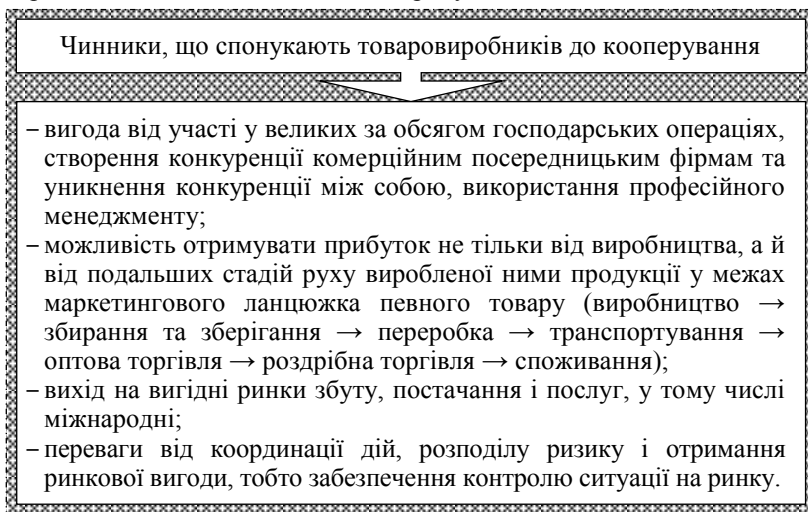 Чинники, що спонукають товаровиробників до кооперування
– вигода від участі у великих за обсягом господарських операціях,
створення конкуренції комерційним посередницьким фірмам та
уникнення конкуренції між собою, використання професійного
менеджменту;
– можливість отримувати прибуток не тільки від виробництва, а й
від подальших стадій руху виробленої ними продукції у межах
маркетингового ланцюжка певного товару (виробництво →
збирання та зберігання → переробка → транспортування →
оптова торгівля → роздрібна торгівля → споживання);
– вихід на вигідні ринки збуту, постачання і послуг, у тому числі
міжнародні;
– переваги від координації дій, розподілу ризику і отримання
ринкової вигоди, тобто забезпечення контролю ситуації на ринку.